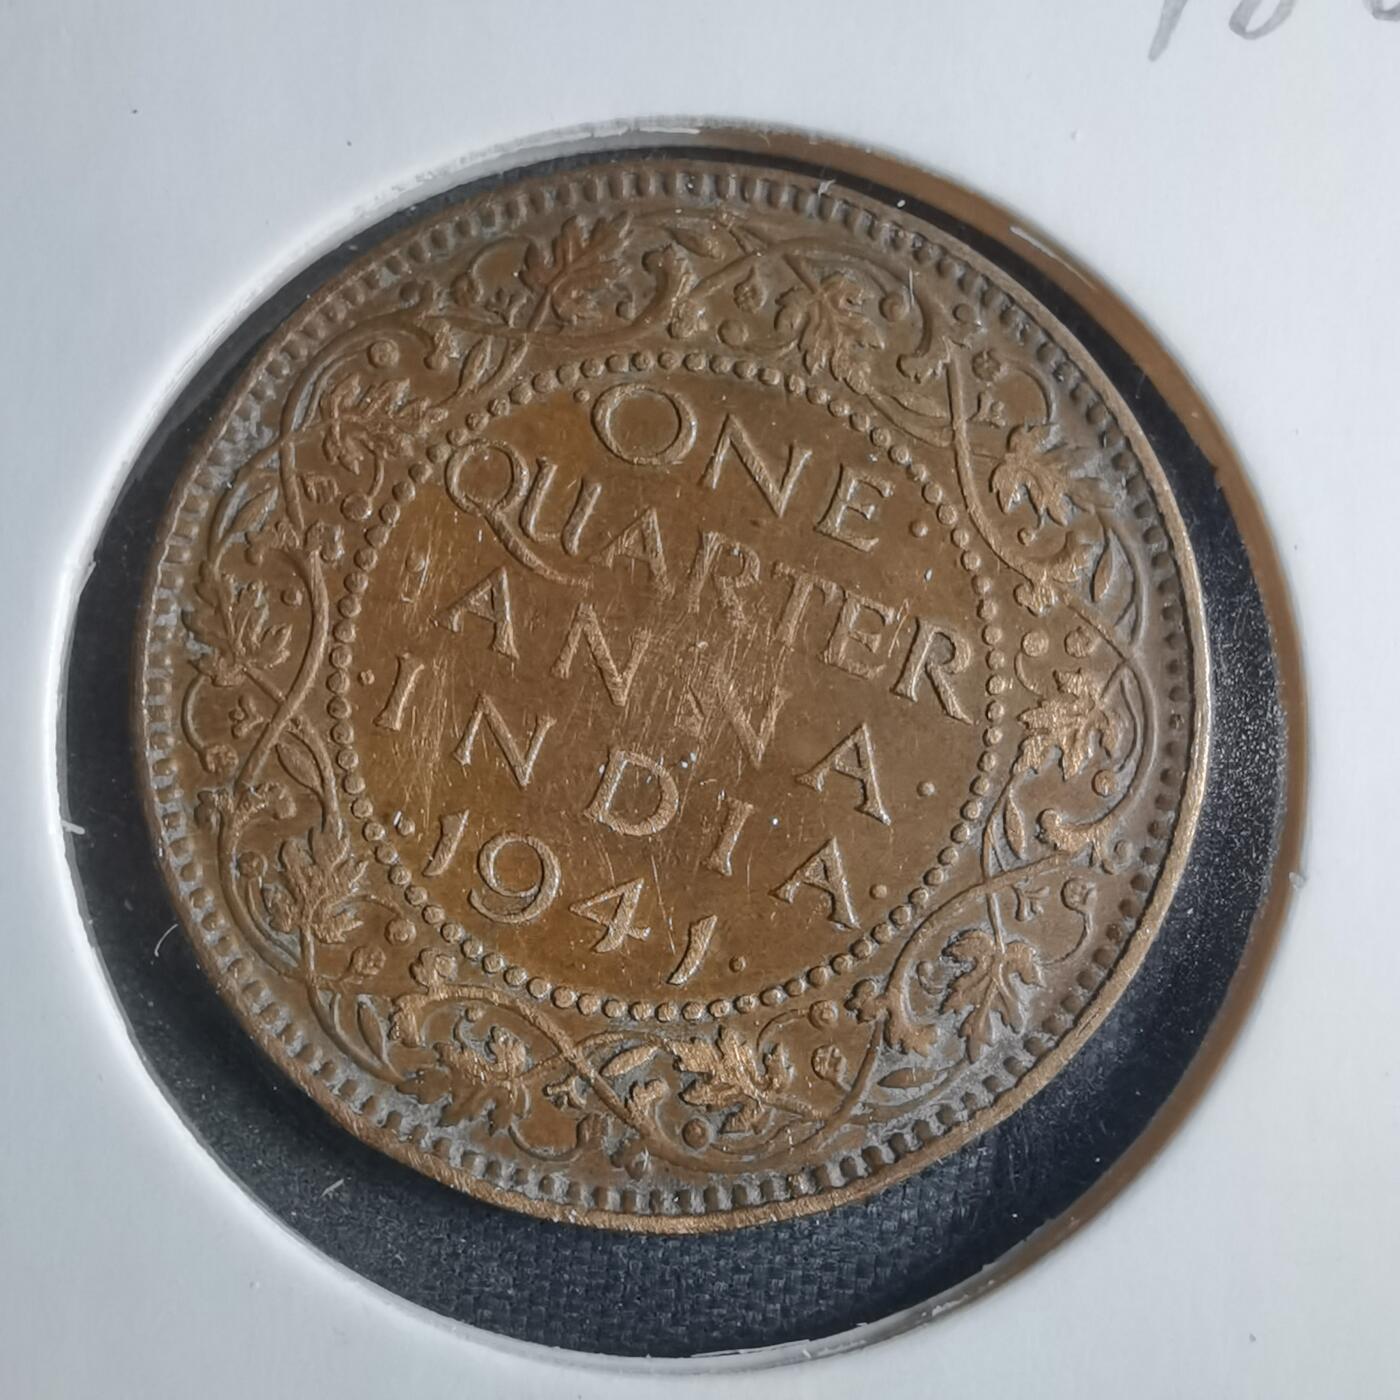 ONE
QUARTER
ANNA
INDIA
1941